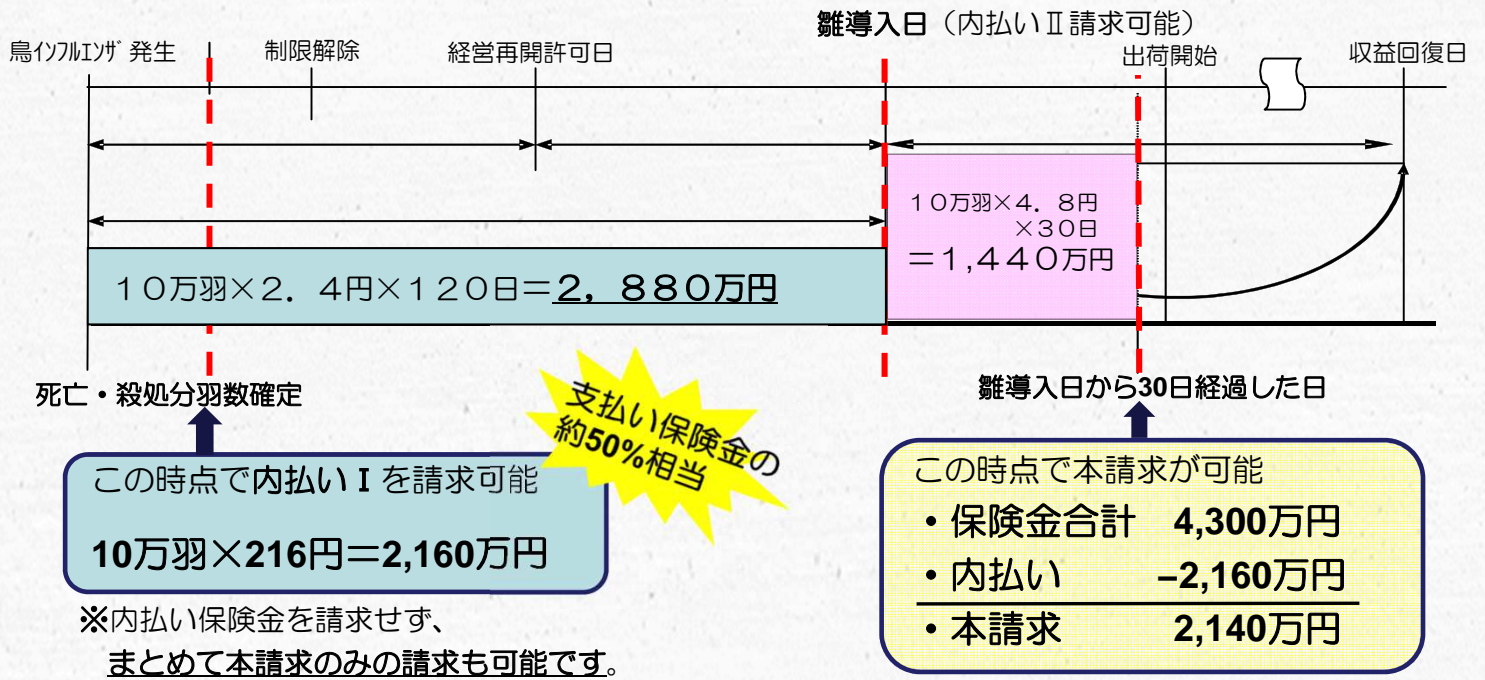 雛導入日（内払いⅡ請求可能）
鳥ｲﾝﾌﾙｴﾝｻﾞ発生
制限解除
経営再開許可日
出荷開始
収益回復日
１０万羽×４．８円
×３０日
＝１,４４０万円
１０万羽×２．４円×１２０日＝２，８８０万円
死亡・殺処分羽数確定
雛導入日から30日経過した日
支払い保険金の
約50%相当
この時点で内払いⅠを請求可能
10万羽×216円＝2,160万円
※内払い保険金を請求せず、
まとめて本請求のみの請求も可能です。
この時点で本請求が可能
・保険金合計 4,300万円
・内払い －2,160万円
・本請求 2,140万円